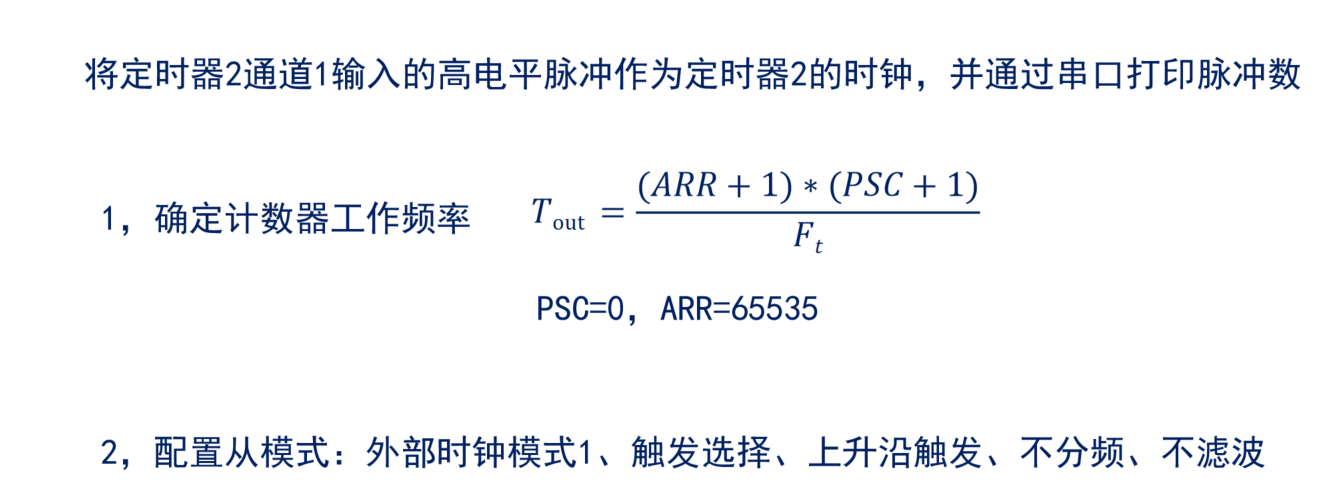 将定时器2通道1输入的高电平脉冲作为定时器2的时钟，并通过串口打印脉冲数
1，确定计数器工作频率 T_out = (ARR + 1) * (PSC + 1) / F_t
PSC=0，ARR=65535
2，配置从模式：外部时钟模式1、触发选择、上升沿触发、不分频、不滤波